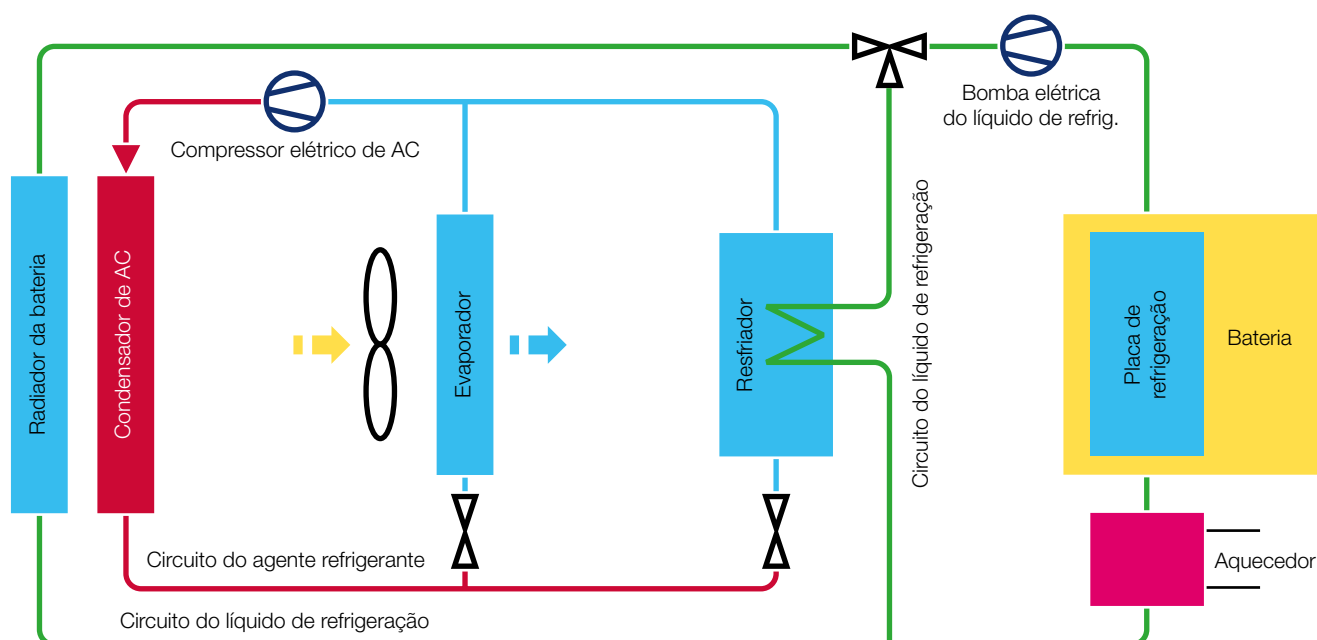 Bomba elétrica
do líquido de refrig.
Compressor elétrico de AC
Radiador da bateria
Condensador de AC
Evaporador
Resfriador
Circuito do líquido de refrigeração
Placa de
refrigeração
Bateria
Circuito do agente refrigerante
Aquecedor
Circuito do líquido de refrigeração